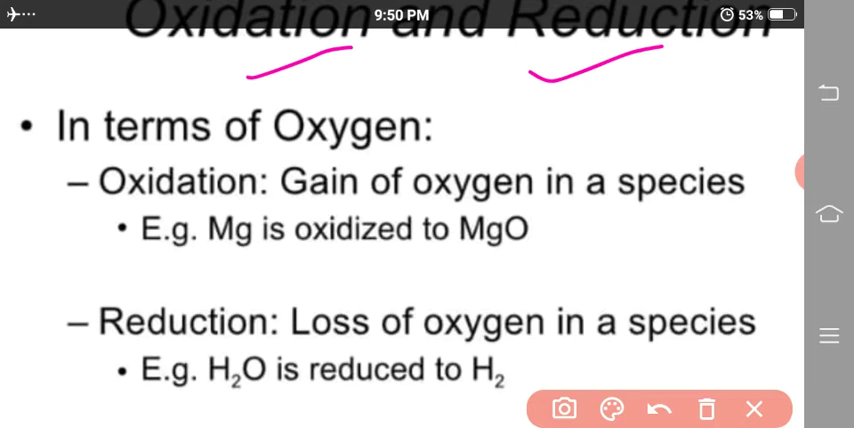 9:50 PM
53%
Oxidation and Reduction
• In terms of Oxygen:
– Oxidation: Gain of oxygen in a species
• E.g. Mg is oxidized to MgO
– Reduction: Loss of oxygen in a species
• E.g. H₂O is reduced to H₂